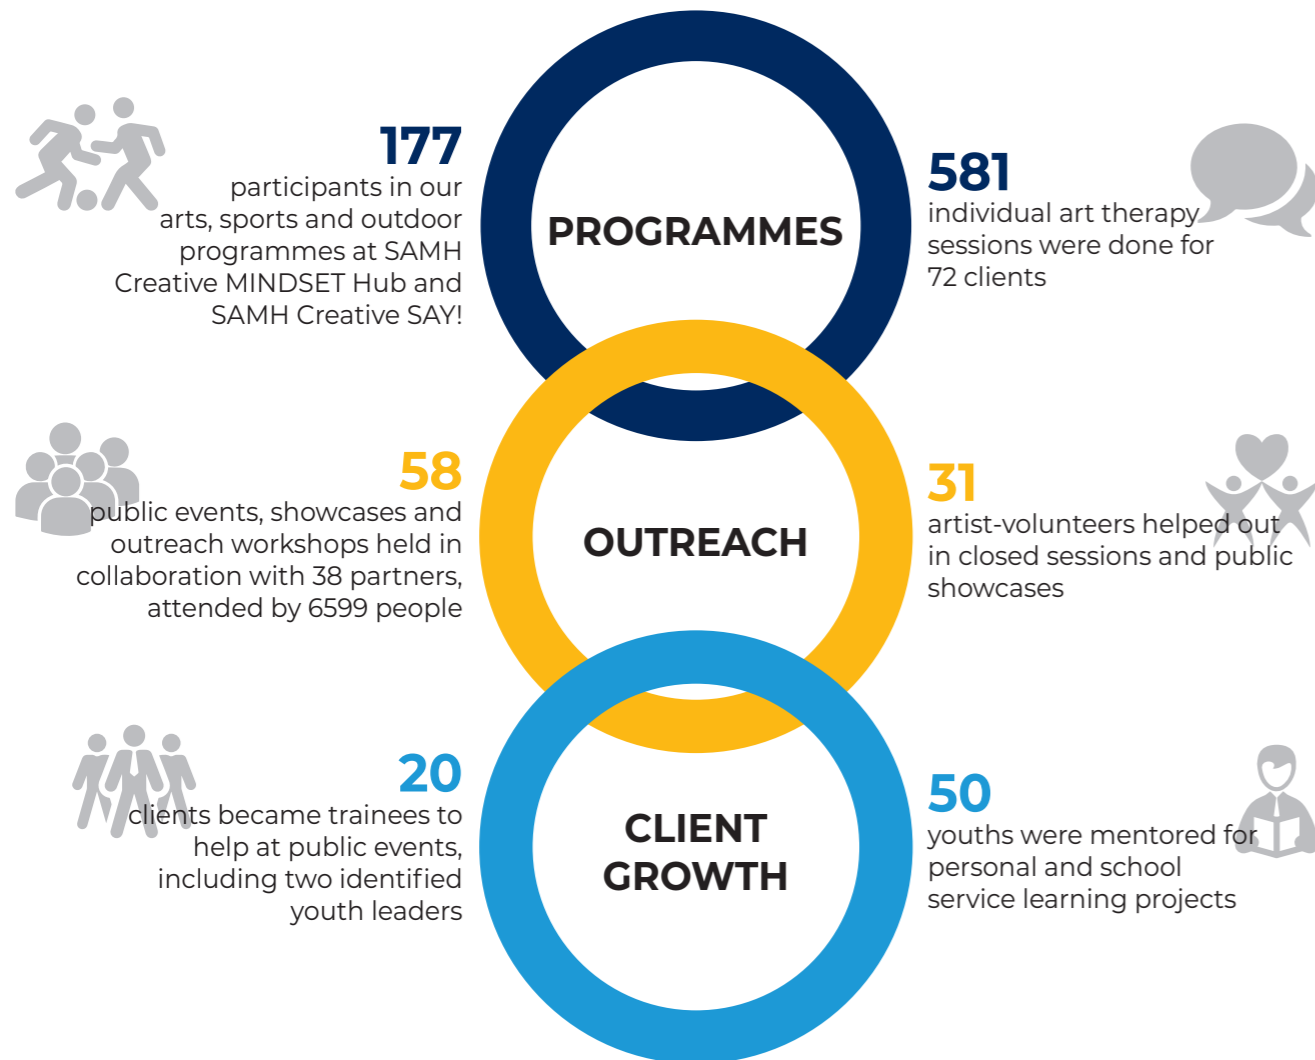 PROGRAMMES
177
participants in our
arts, sports and outdoor
programmes at SAMH
Creative MINDSET Hub and
SAMH Creative SAY!
581
individual art therapy
sessions were done for
72 clients
OUTREACH
58
public events, showcases and
outreach workshops held in
collaboration with 38 partners,
attended by 6599 people
31
artist-volunteers helped out
in closed sessions and public
showcases
CLIENT
GROWTH
20
clients became trainees to
help at public events,
including two identified
youth leaders
50
youths were mentored for
personal and school
service learning projects